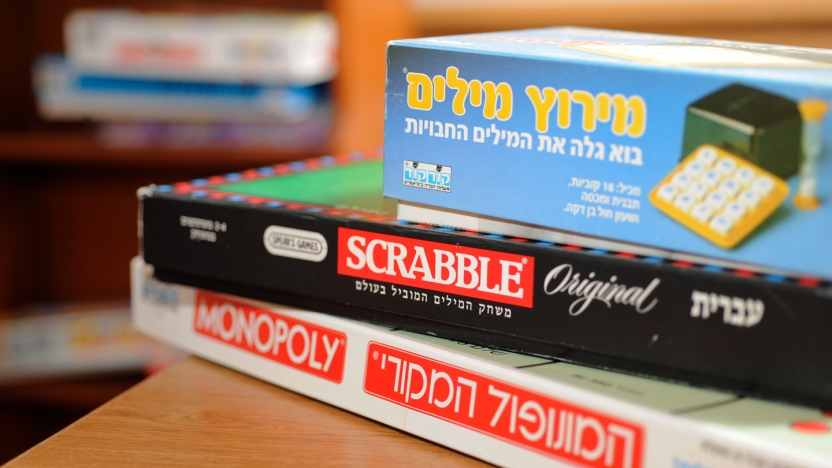 מירוץ מילים
בוא גלה את המילים החבויות
מכיל: 16 קוביות,
תבנית ומכסה
ושעון חול בן דקה.
SPEAR'S GAMES
SCRABBLE
Original
עברית
משחק המילים המוביל בעולם
MONOPOLY
המונופול המקורי